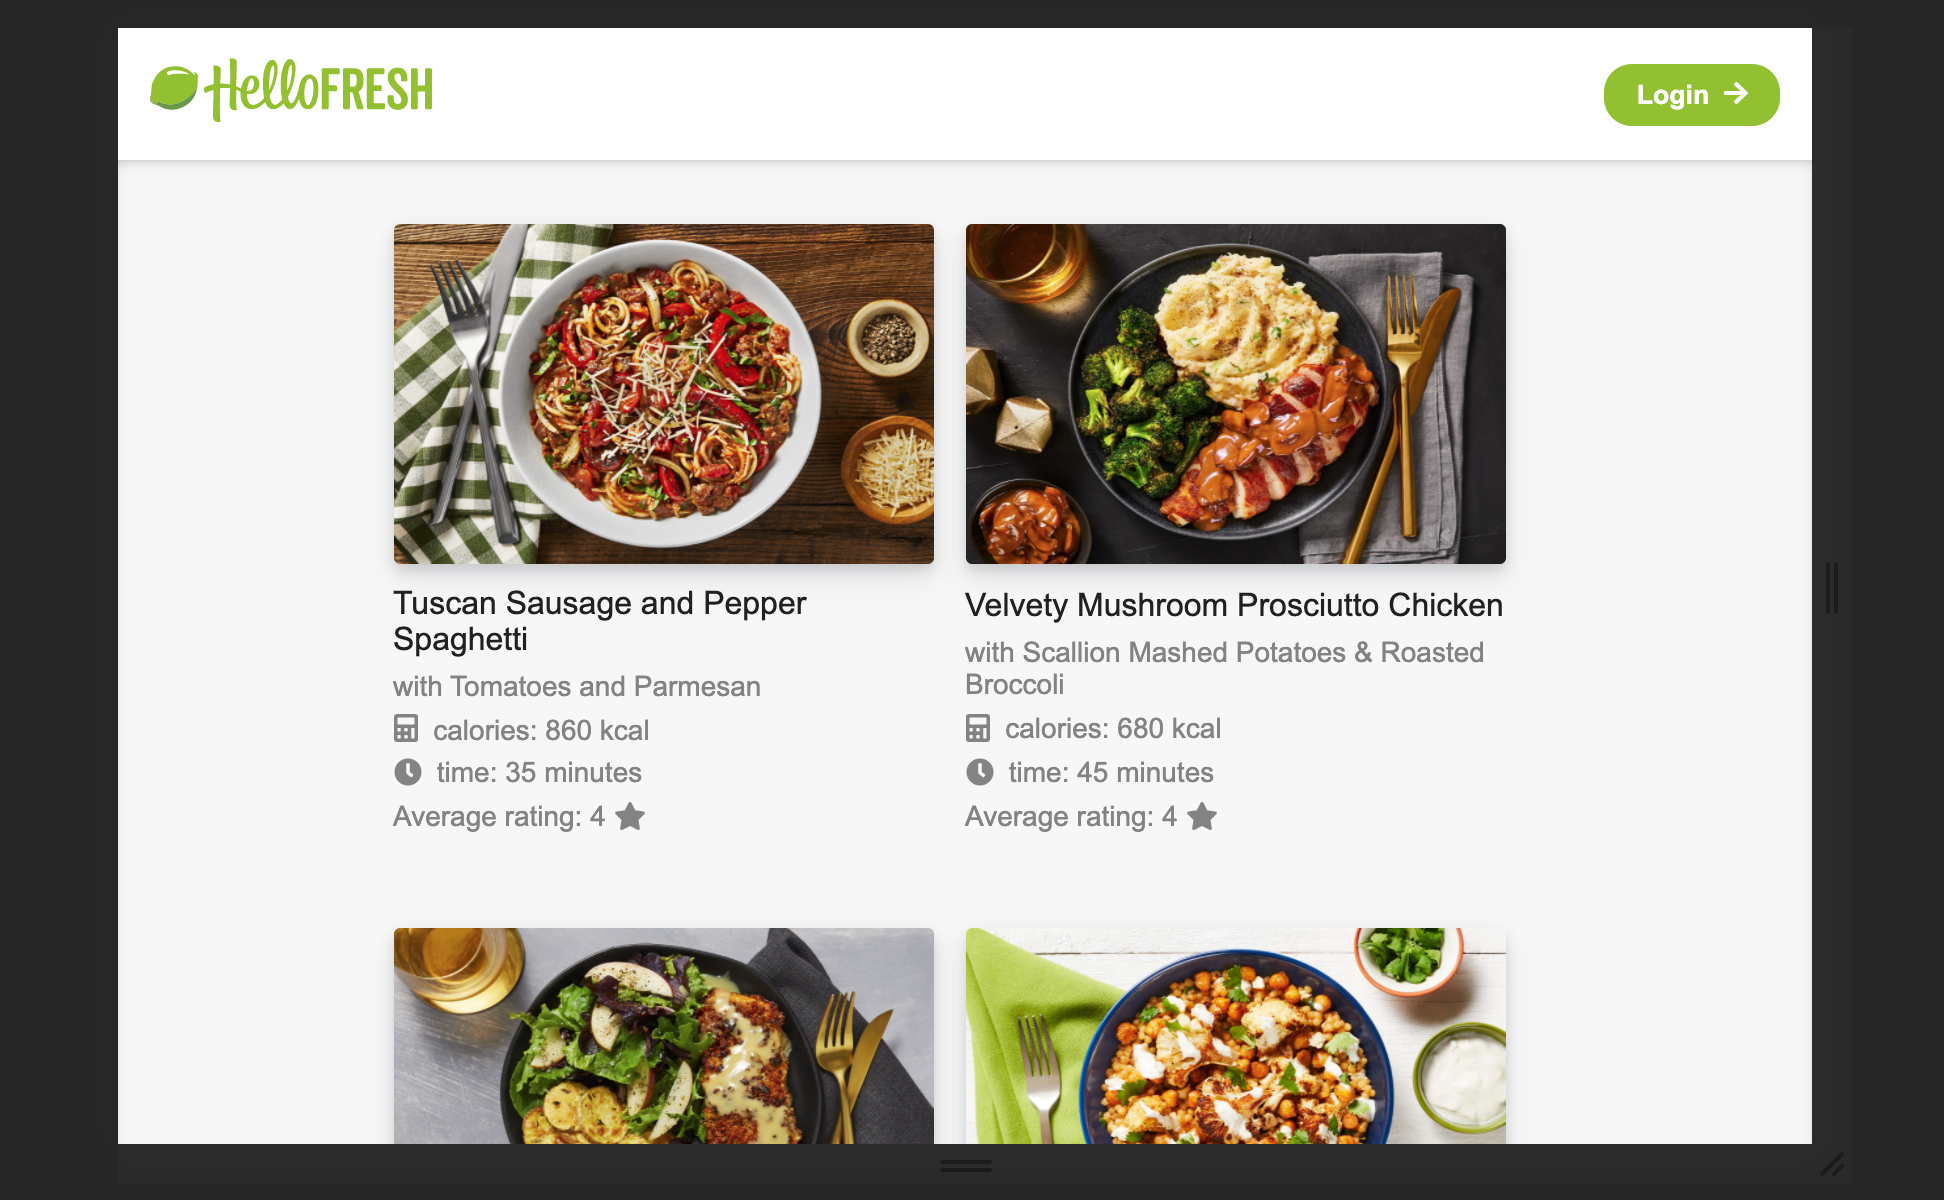 HelloFRESH
Login
Tuscan Sausage and Pepper
Spaghetti
with Tomatoes and Parmesan
calories: 860 kcal
time: 35 minutes
Average rating: 4
Velvety Mushroom Prosciutto Chicken
with Scallion Mashed Potatoes & Roasted
Broccoli
calories: 680 kcal
time: 45 minutes
Average rating: 4